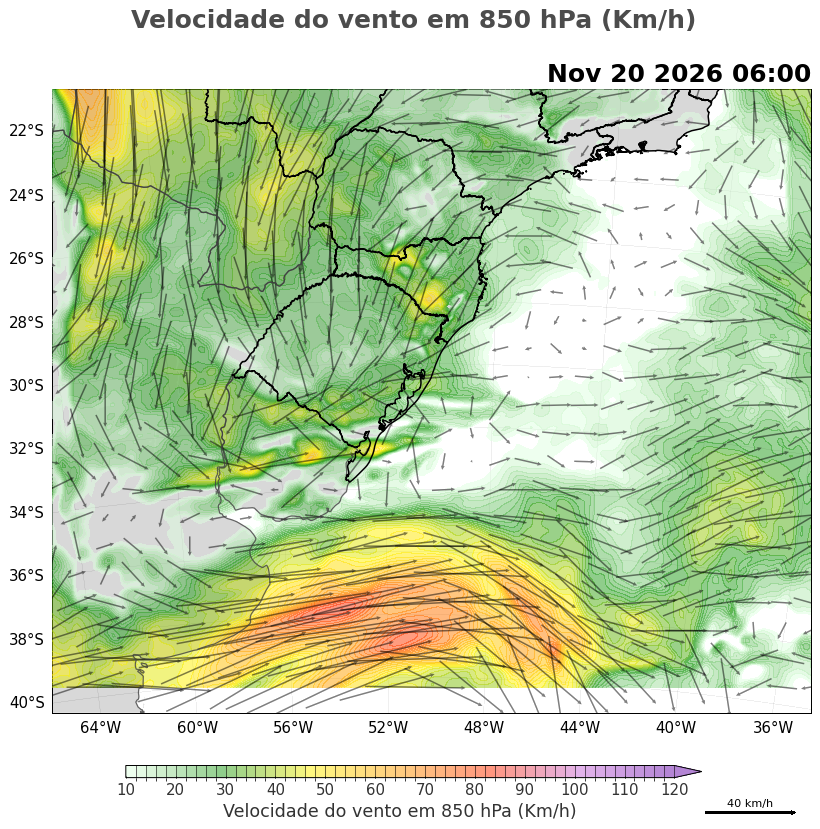 Velocidade do vento em 850 hPa (Km/h)
Nov 20 2026 06:00
22°S
24°S
26°S
28°S
30°S
32°S
34°S
36°S
38°S
40°S
64°W 60°W 56°W 52°W 48°W 44°W 40°W 36°W
10 20 30 40 50 60 70 80 90 100 110 120
Velocidade do vento em 850 hPa (Km/h)
40 km/h